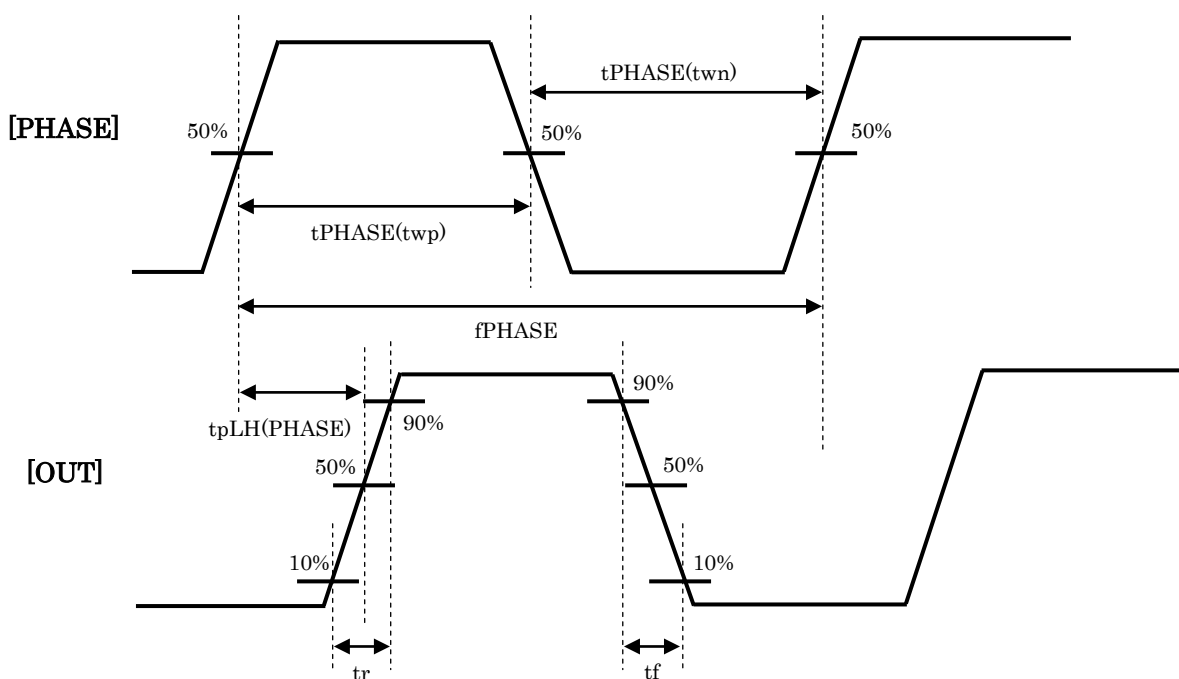 tPHASE(twn)
[PHASE]
50%
50%
50%
tPHASE(twp)
fPHASE
90%
90%
tpLH(PHASE)
[OUT]
50%
50%
10%
10%
tr
tf